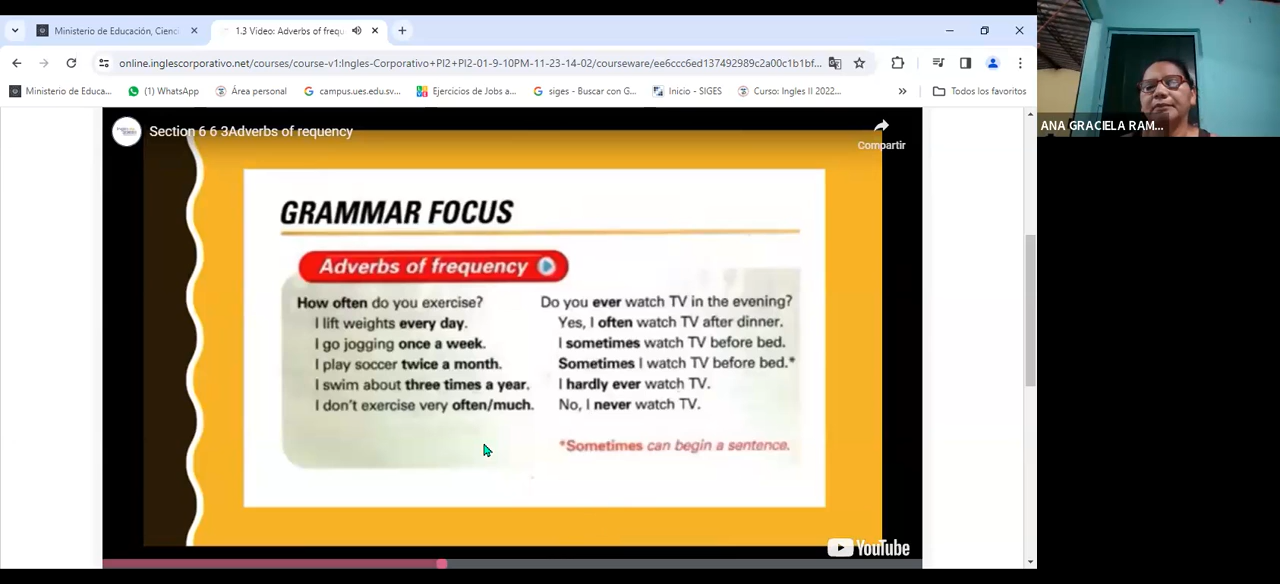 Ministerio de Educación, Cienci
1.3 Video: Adverbs of frequ
online.inglescorporativo.net/courses/course-v1:Ingles-Corporativo+PI2+PI2-01-9-10PM-11-23-14-02/courseware/ee6ccc6ed137492989c2a00c1b1bf...
Ministerio de Educa...
(1) WhatsApp
Área personal
campus.ues.edu.sv...
Ejercicios de Jobs a...
siges - Buscar con G...
Inicio - SIGES
Curso: Ingles II 2022...
»
Todos los favoritos
ANA GRACIELA RAM...
Section 6 6 3Adverbs of requency
Compartir
GRAMMAR FOCUS
Adverbs of frequency
How often do you exercise?
I lift weights every day.
I go jogging once a week.
I play soccer twice a month.
I swim about three times a year.
I don't exercise very often/much.
Do you ever watch TV in the evening?
Yes, I often watch TV after dinner.
I sometimes watch TV before bed.
Sometimes I watch TV before bed.*
I hardly ever watch TV.
No, I never watch TV.
*Sometimes can begin a sentence.
YouTube